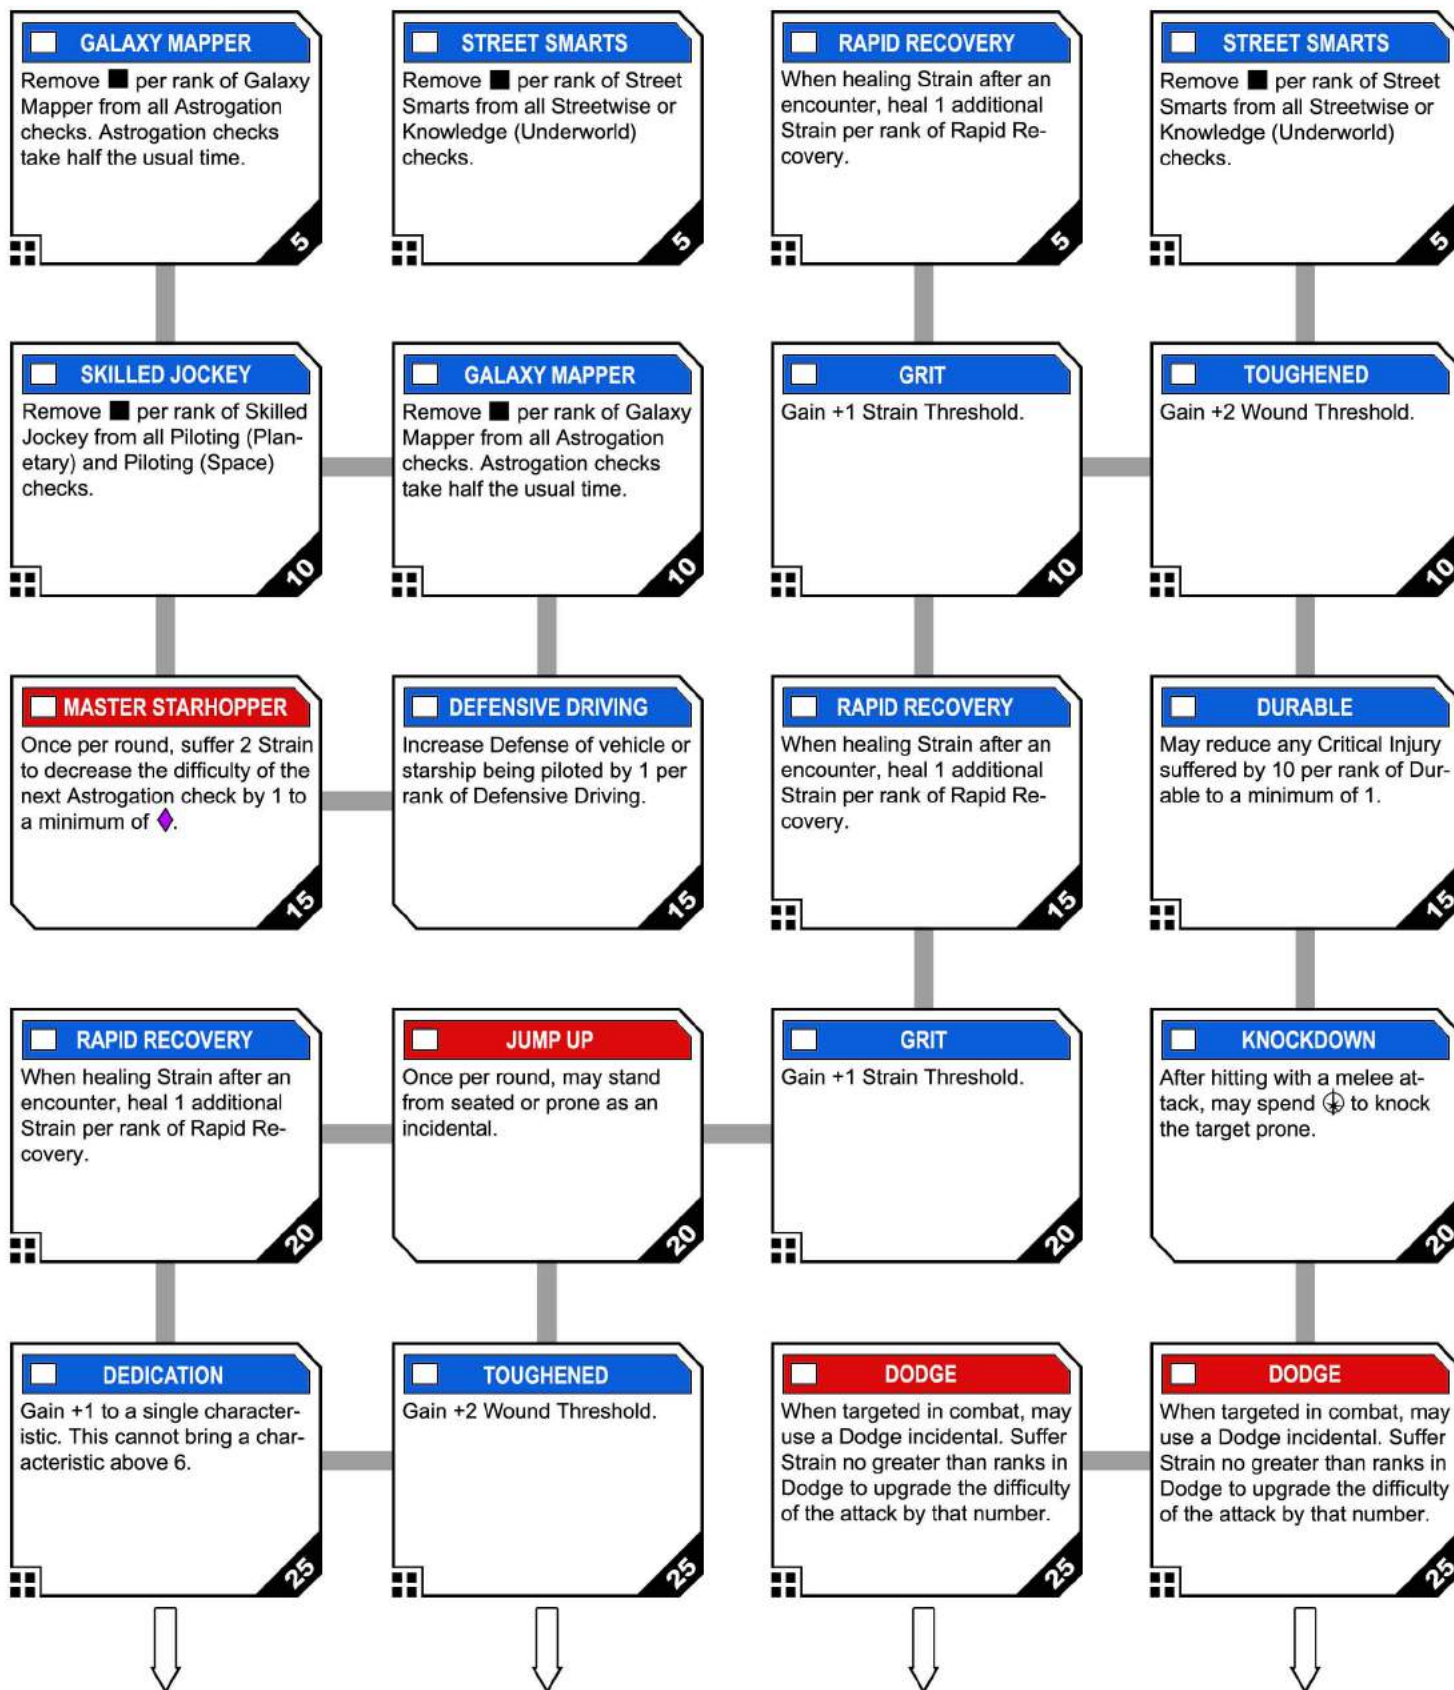 GALAXY MAPPER
Remove ■ per rank of Galaxy
Mapper from all Astrogation
checks. Astrogation checks
take half the usual time.
5
STREET SMARTS
Remove ■ per rank of Street
Smarts from all Streetwise or
Knowledge (Underworld)
checks.
5
RAPID RECOVERY
When healing Strain after an
encounter, heal 1 additional
Strain per rank of Rapid Re-
covery.
5
STREET SMARTS
Remove ■ per rank of Street
Smarts from all Streetwise or
Knowledge (Underworld)
checks.
5
SKILLED JOCKEY
Remove ■ per rank of Skilled
Jockey from all Piloting (Plan-
etary) and Piloting (Space)
checks.
10
GALAXY MAPPER
Remove ■ per rank of Galaxy
Mapper from all Astrogation
checks. Astrogation checks
take half the usual time.
10
GRIT
Gain +1 Strain Threshold.
10
TOUGHENED
Gain +2 Wound Threshold.
10
MASTER STARHOPPER
Once per round, suffer 2 Strain
to decrease the difficulty of the
next Astrogation check by 1 to
a minimum of ♦.
15
DEFENSIVE DRIVING
Increase Defense of vehicle or
starship being piloted by 1 per
rank of Defensive Driving.
15
RAPID RECOVERY
When healing Strain after an
encounter, heal 1 additional
Strain per rank of Rapid Re-
covery.
15
DURABLE
May reduce any Critical Injury
suffered by 10 per rank of Dur-
able to a minimum of 1.
15
RAPID RECOVERY
When healing Strain after an
encounter, heal 1 additional
Strain per rank of Rapid Re-
covery.
20
JUMP UP
Once per round, may stand
from seated or prone as an
incidental.
20
GRIT
Gain +1 Strain Threshold.
20
KNOCKDOWN
After hitting with a melee at-
tack, may spend to knock
the target prone.
20
DEDICATION
Gain +1 to a single character-
istic. This cannot bring a char-
acteristic above 6.
25
TOUGHENED
Gain +2 Wound Threshold.
25
DODGE
When targeted in combat, may
use a Dodge incidental. Suffer
Strain no greater than ranks in
Dodge to upgrade the difficulty
of the attack by that number.
25
DODGE
When targeted in combat, may
use a Dodge incidental. Suffer
Strain no greater than ranks in
Dodge to upgrade the difficulty
of the attack by that number.
25